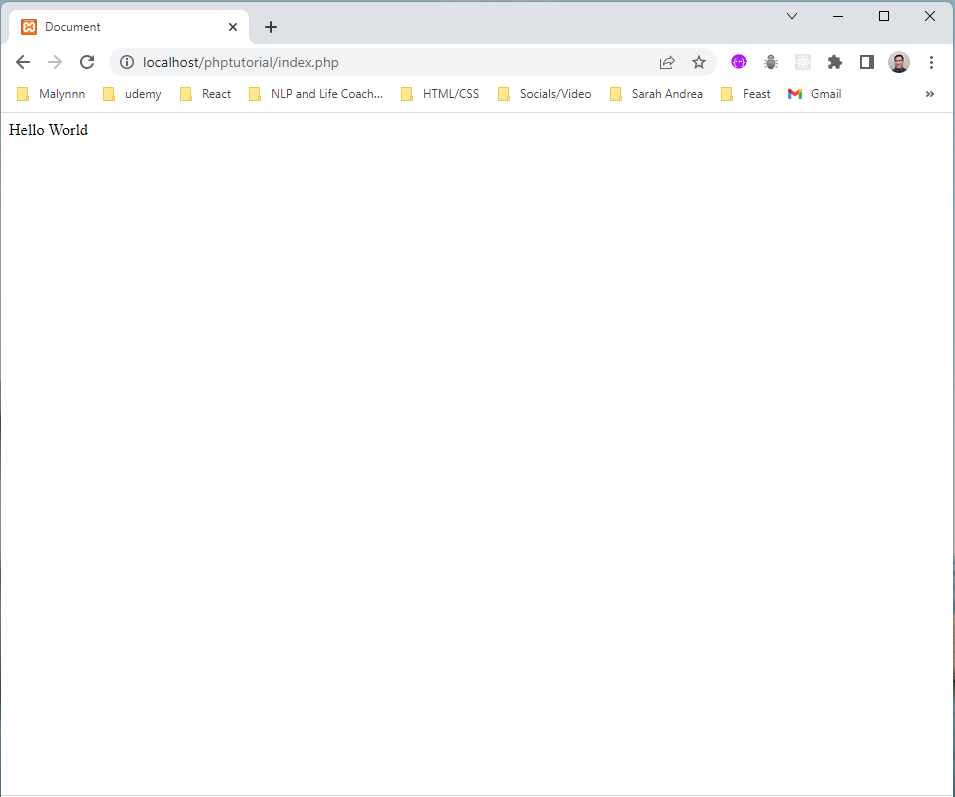 Document
localhost/phptutorial/index.php
Malynnn udemy React NLP and Life Coach... HTML/CSS Socials/Video Sarah Andrea Feast Gmail »
Hello World